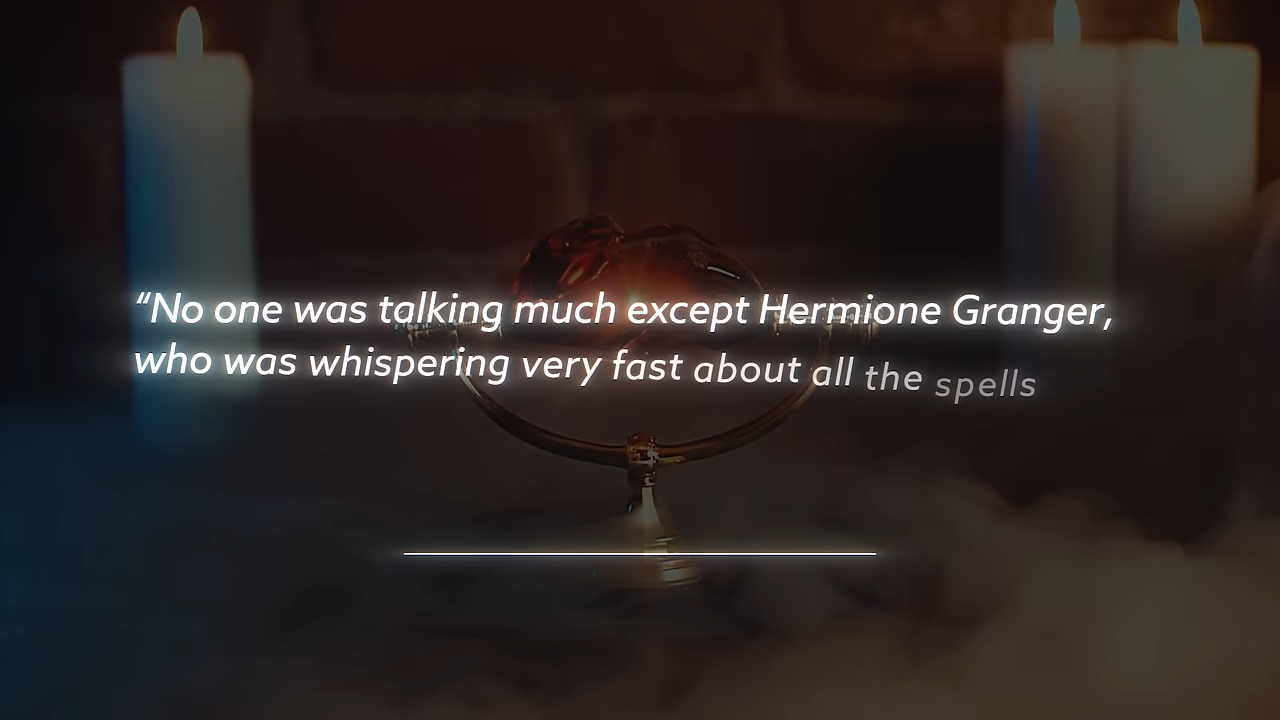 “No one was talking much except Hermione Granger,
who was whispering very fast about all the spells